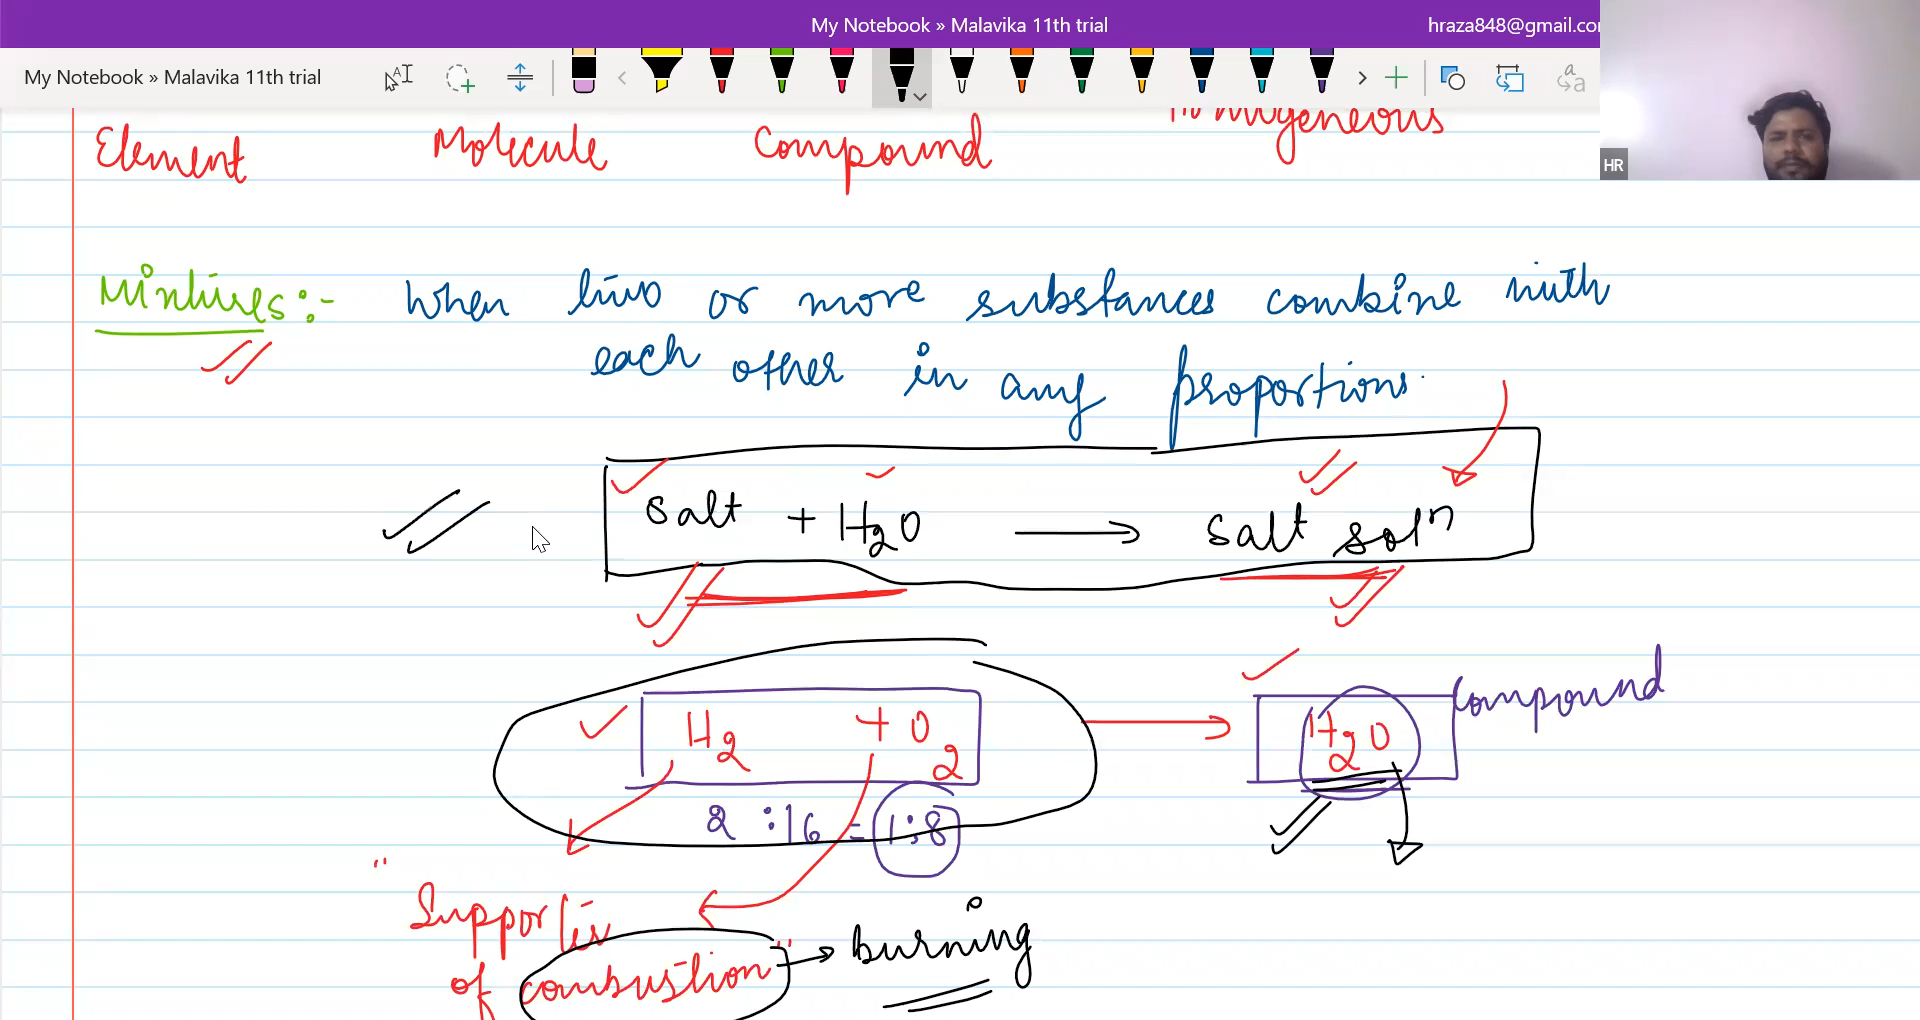 My Notebook » Malavika 11th trial
hraza848@gmail.co
My Notebook » Malavika 11th trial
HR
Homogeneous
Element Molecule Compound
Mixtures:- When two or more substances combine with
each other in any proportions.
Salt + H2O → Salt solⁿ
H2 + O2 → H2O Compound
2 : 16 = 1:8
"Supporters
of combustion" → burning